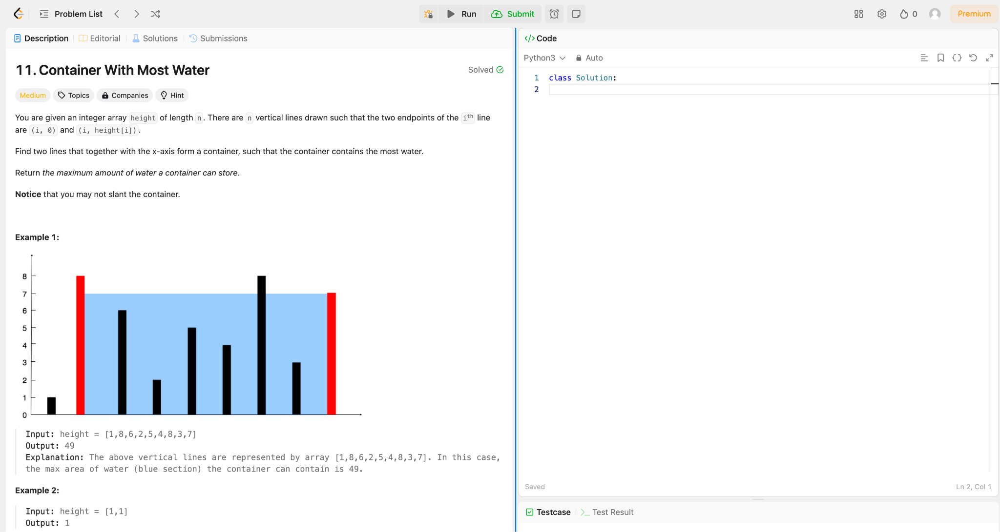 Problem List
Run
Submit
0
Premium
Description
Editorial
Solutions
Submissions
11. Container With Most Water
Solved
Medium
Topics
Companies
Hint
You are given an integer array height of length n. There are n vertical lines drawn such that the two endpoints of the ith line
are (i, 0) and (i, height[i]).
Find two lines that together with the x-axis form a container, such that the container contains the most water.
Return the maximum amount of water a container can store.
Notice that you may not slant the container.
Example 1:
8
7
6
5
4
3
2
1
0
Input: height = [1,8,6,2,5,4,8,3,7]
Output: 49
Explanation: The above vertical lines are represented by array [1,8,6,2,5,4,8,3,7]. In this case,
the max area of water (blue section) the container can contain is 49.
Example 2:
Input: height = [1,1]
Output: 1
</> Code
Python3
Auto
1 class Solution:
2
Saved
Ln 2, Col 1
Testcase
Test Result